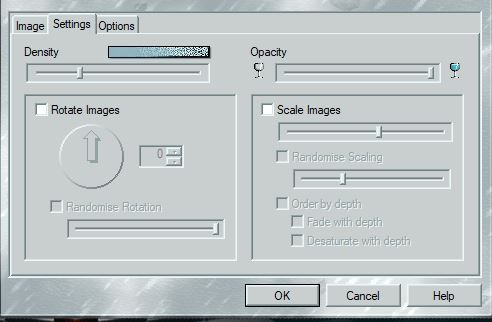 Image Settings Options
Density Opacity
Rotate Images Scale Images
0 Randomise Scaling
Randomise Rotation Order by depth
Fade with depth
Desaturate with depth
OK Cancel Help